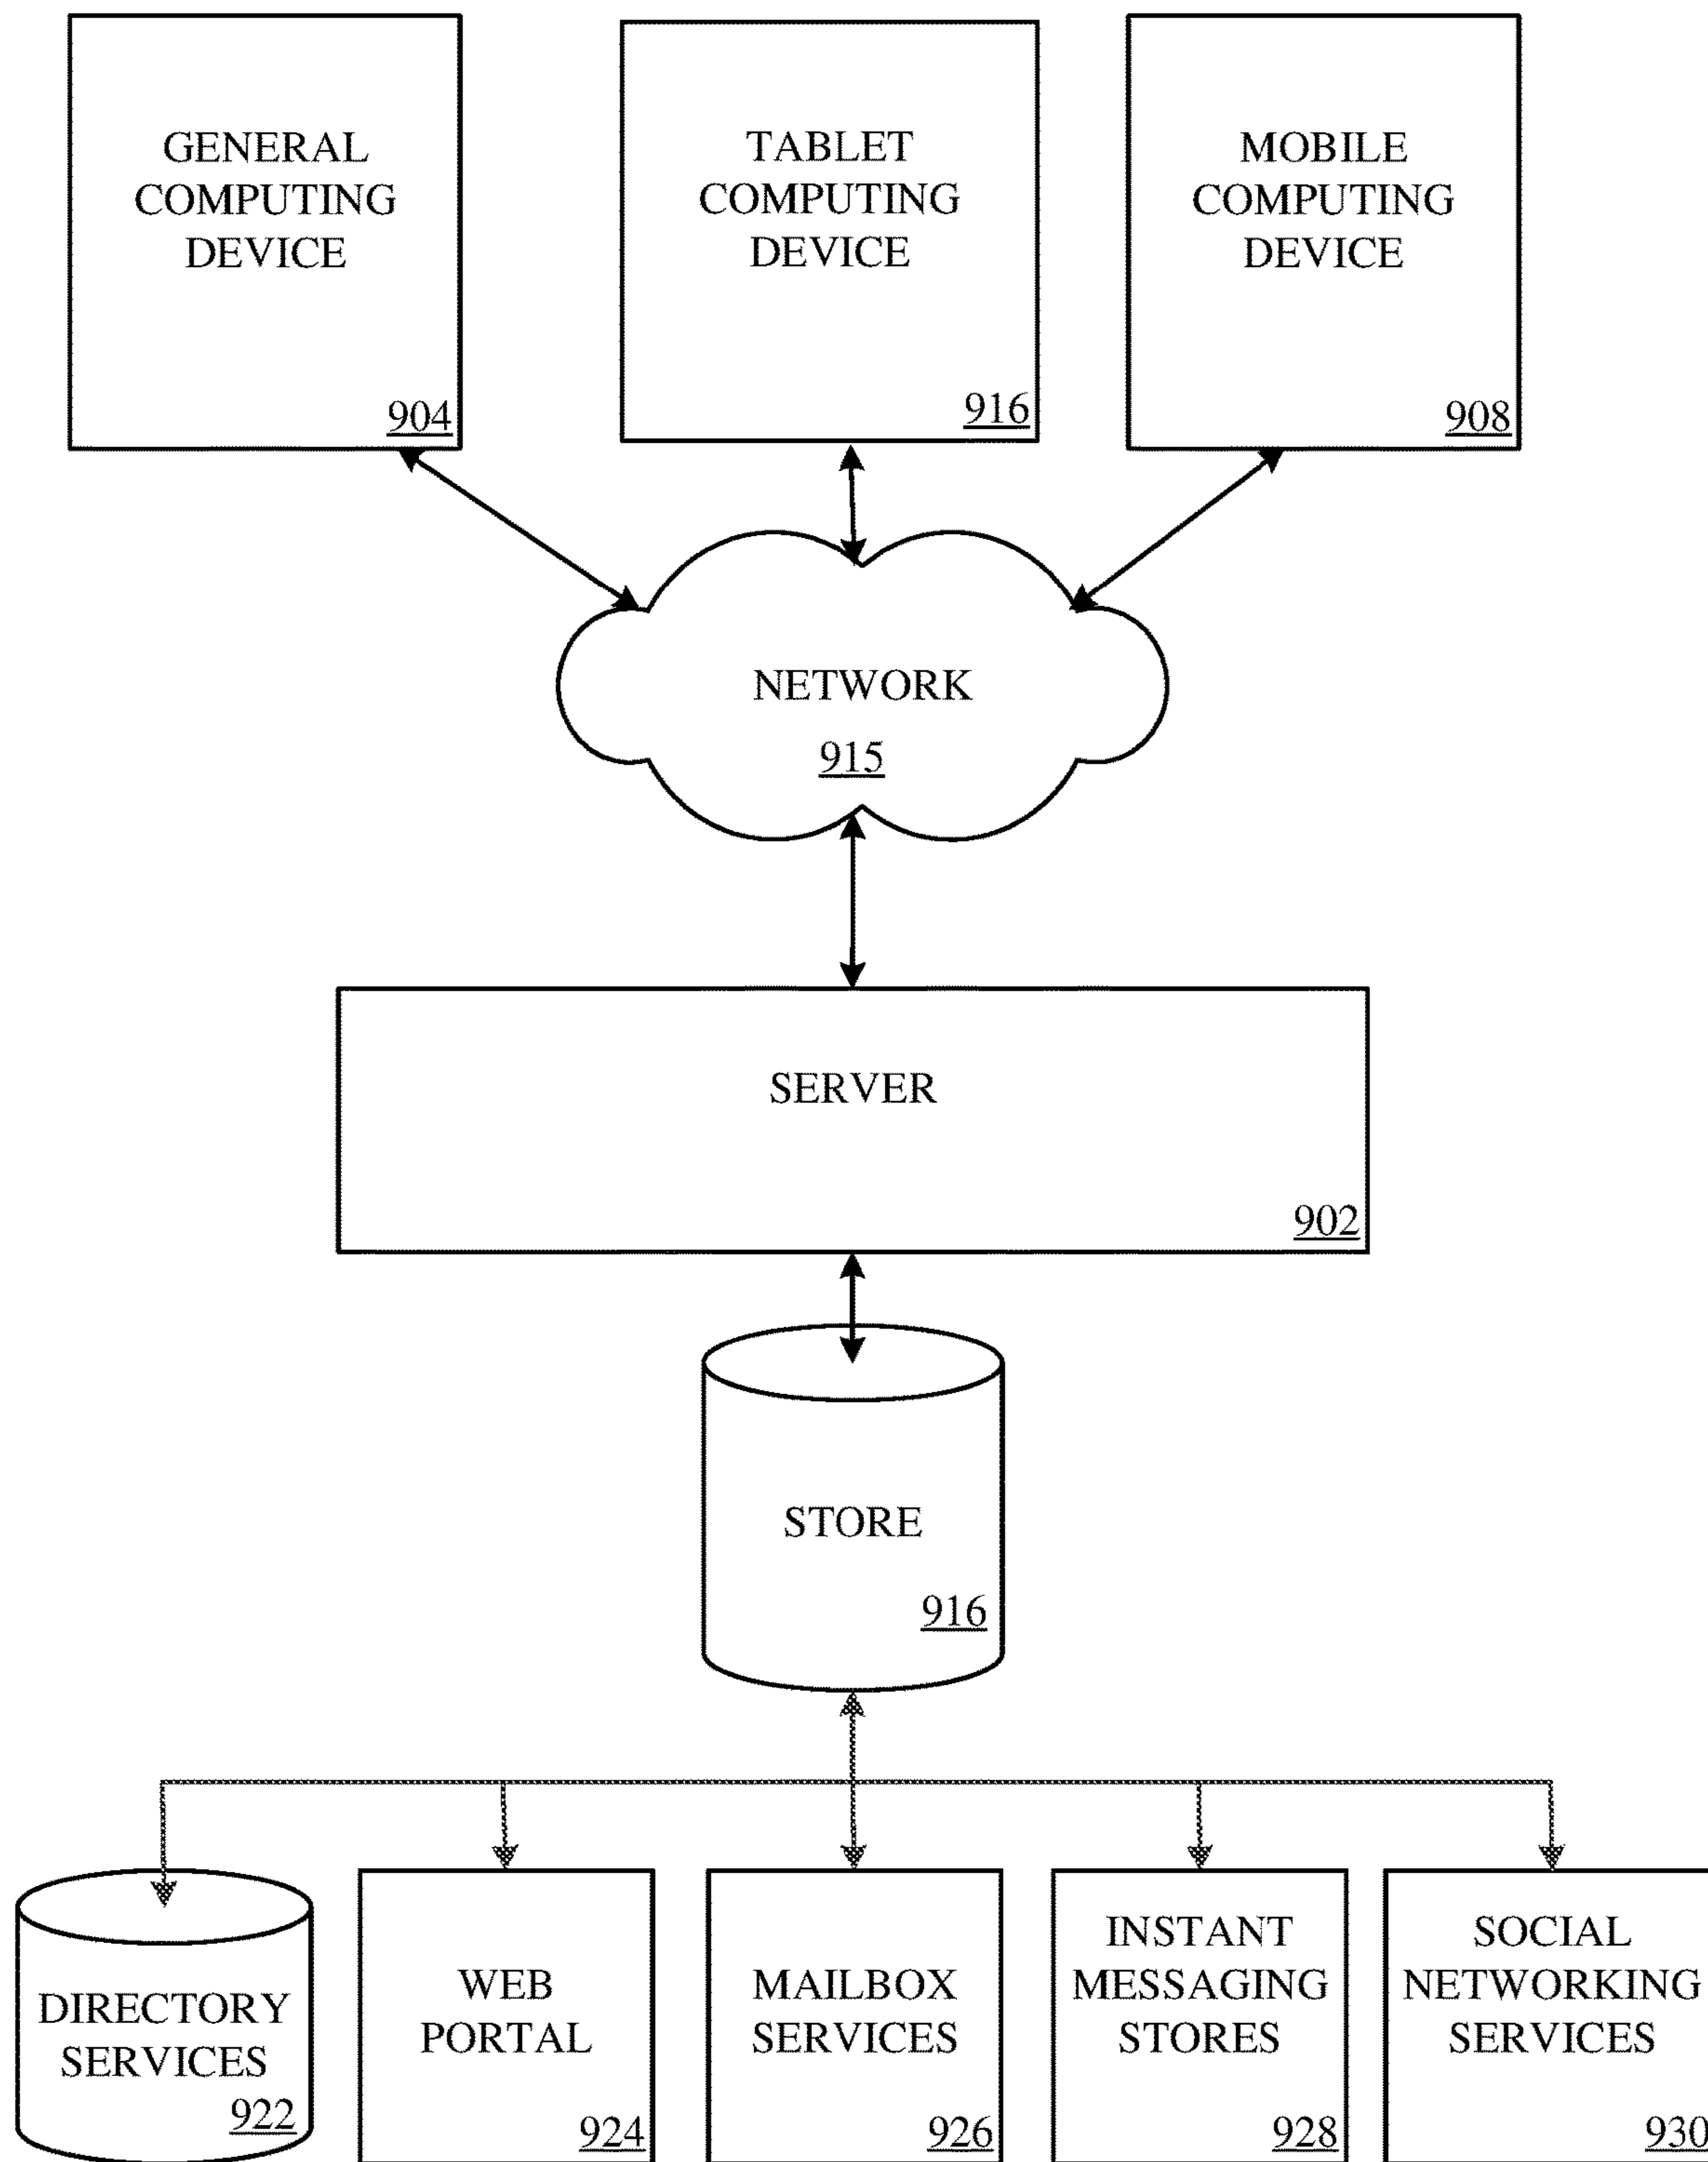 GENERAL
COMPUTING
DEVICE
904
TABLET
COMPUTING
DEVICE
916
MOBILE
COMPUTING
DEVICE
908
NETWORK
915
SERVER
902
STORE
916
DIRECTORY
SERVICES
922
WEB
PORTAL
924
MAILBOX
SERVICES
926
INSTANT
MESSAGING
STORES
928
SOCIAL
NETWORKING
SERVICES
930